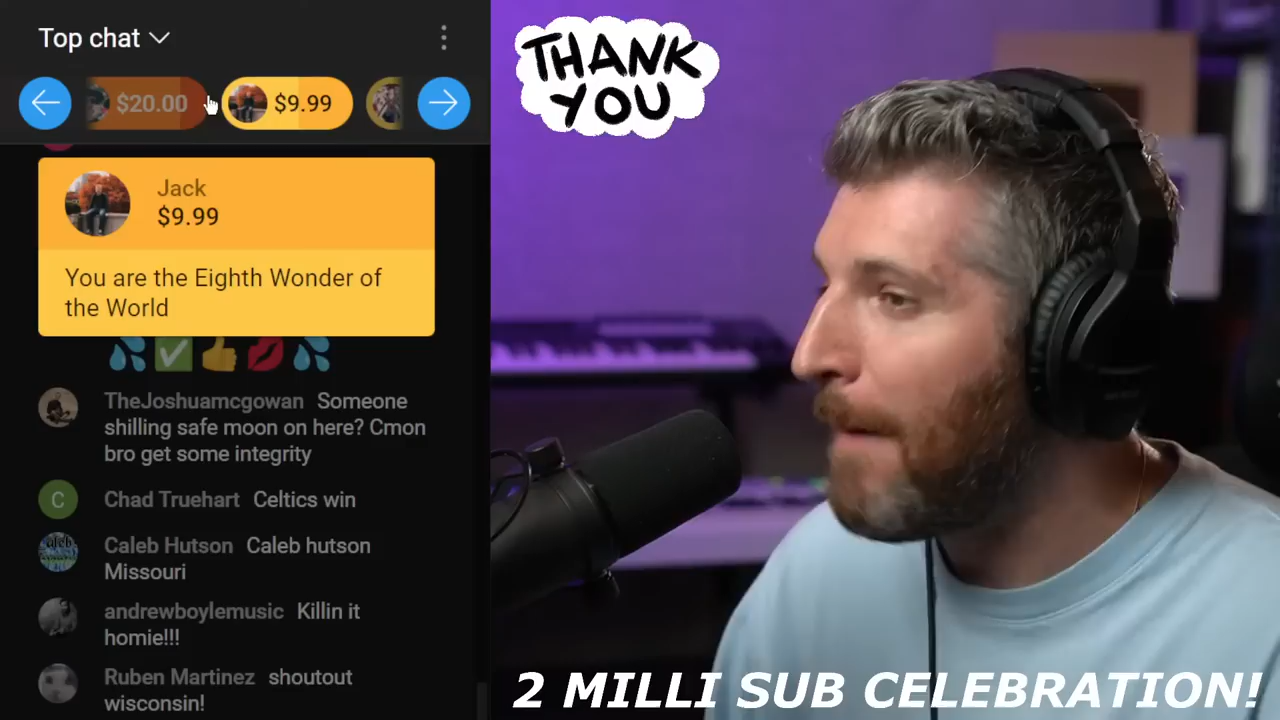 Top chat
$20.00
$9.99
Jack
$9.99
You are the Eighth Wonder of
the World
TheJoshuamcgowan Someone
shilling safe moon on here? Cmon
bro get some integrity
C
Chad Truehart Celtics win
Caleb Hutson Caleb hutson
Missouri
andrewboylemusic Killin it
homie!!!
Ruben Martinez shoutout
wisconsin!
THANK
YOU
2 MILLI SUB CELEBRATION!